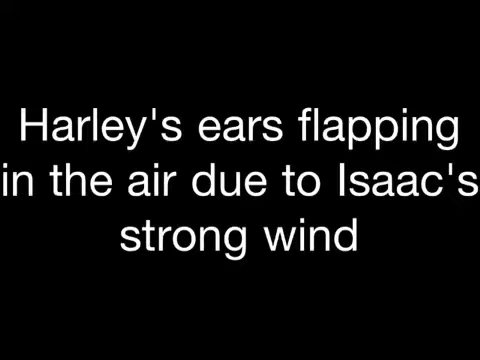 Harley's ears flapping
in the air due to Isaac's
strong wind